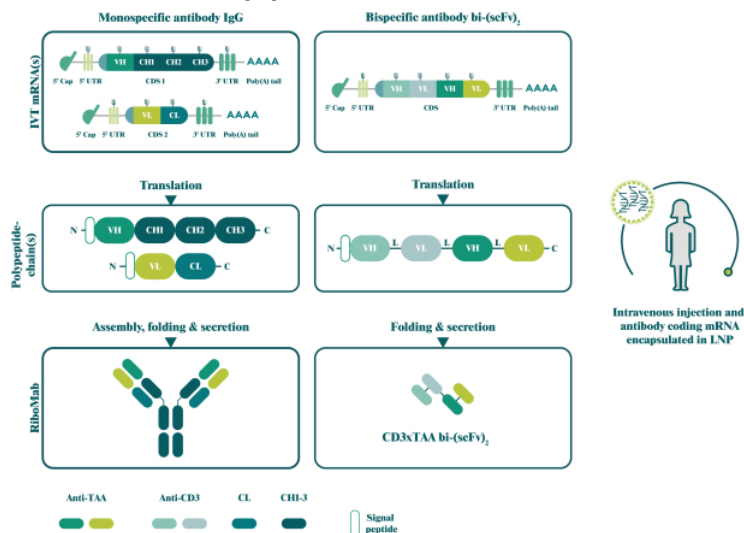 Monospecific antibody IgG
Bispecific antibody bi-(scFv)2
IVT mRNA(s)
VH CH1 CH2 CH3
AAAA
5' Cap 5' UTR CDS 1 3' UTR Poly(A) tail
VL CL
AAAA
5' Cap 5' UTR CDS 2 3' UTR Poly(A) tail
VH VL VH VL
AAAA
5' Cap 5' UTR CDS 3' UTR Poly(A) tail
Polypeptide-
chain(s)
Translation
N VH CH1 CH2 CH3 C
N VL CL C
Translation
N VH L VL L VH L VL C
RiboMab
Assembly, folding & secretion
Folding & secretion
CD3xTAA bi-(scFv)2
Intravenous injection and
antibody coding mRNA
encapsulated in LNP
Anti-TAA Anti-CD3 CL CH1-3
Signal
peptide